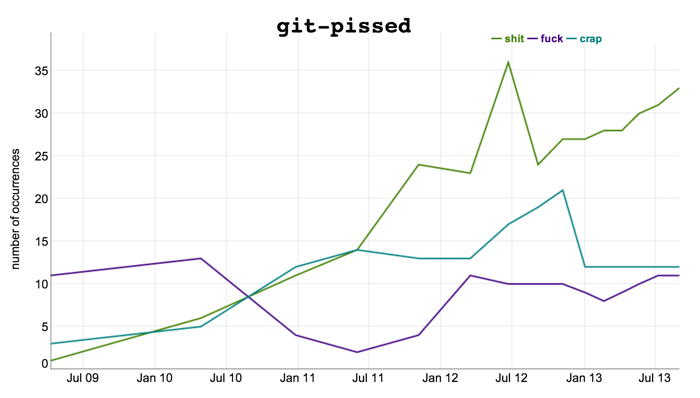 git-pissed
shit fuck crap
number of occurrences
35
30
25
20
15
10
5
0
Jul 09 Jan 10 Jul 10 Jan 11 Jul 11 Jan 12 Jul 12 Jan 13 Jul 13